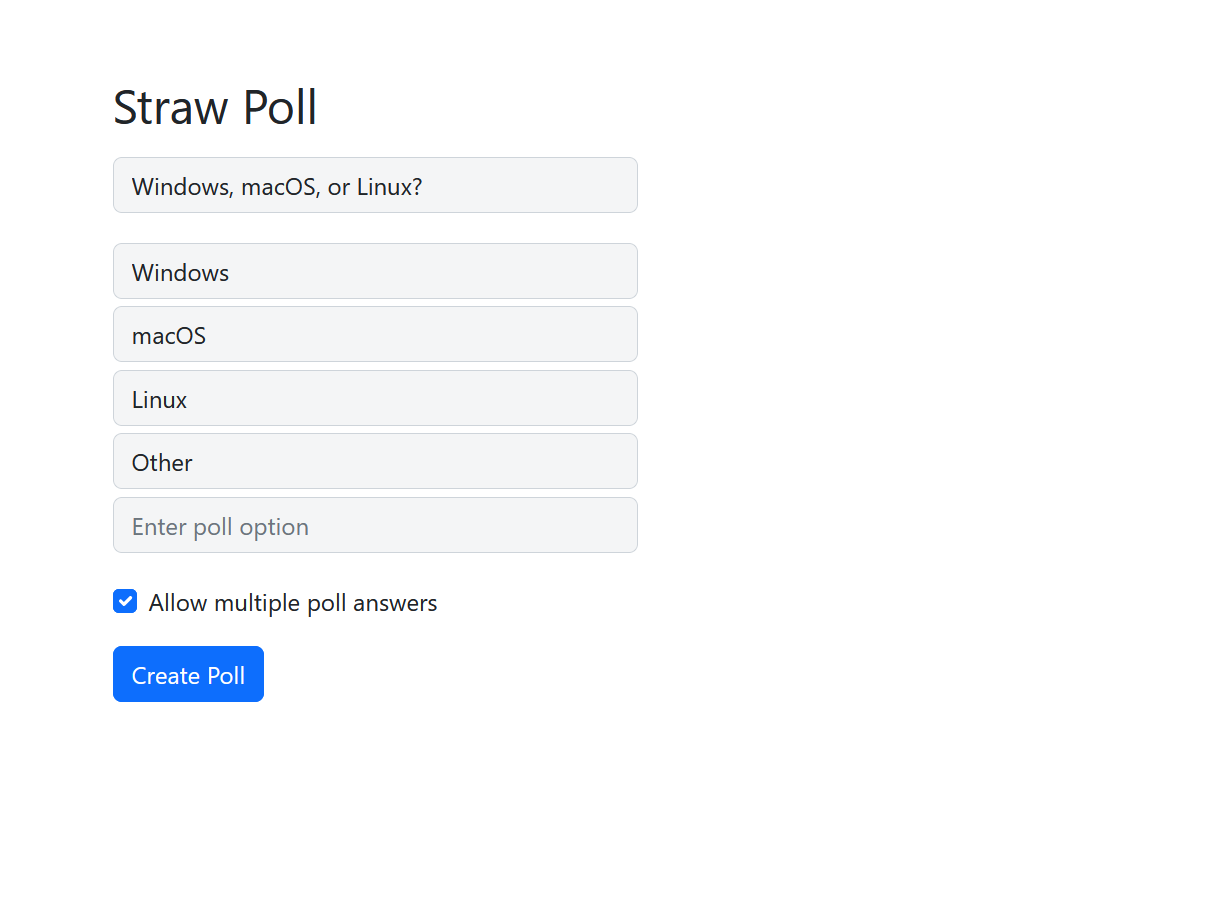 Straw Poll
Windows, macOS, or Linux?
Windows
macOS
Linux
Other
Enter poll option
Allow multiple poll answers
Create Poll